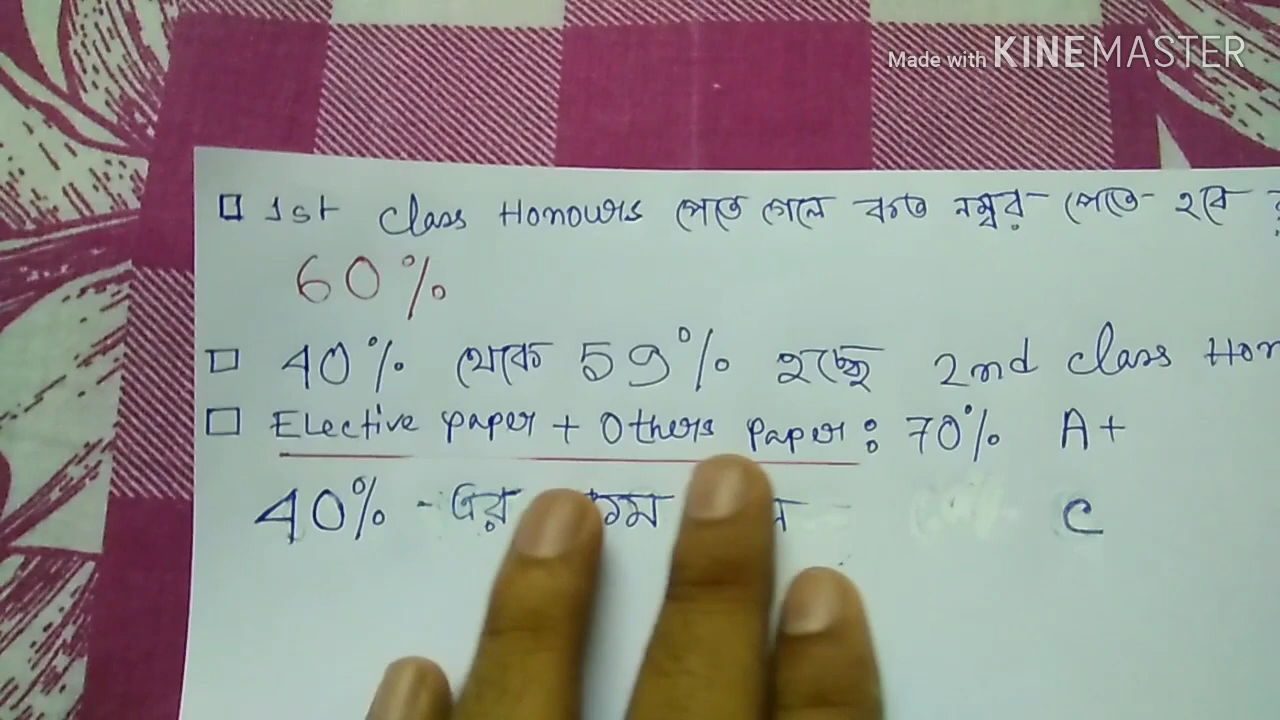 Made with KINEMASTER
1st Class Honours পেতে গেলে কত নম্বর পেতে হবে
60%
40% থেকে 59% হচ্ছে 2nd Class Hon
Elective paper + Others paper: 70% A+
40% - এর C